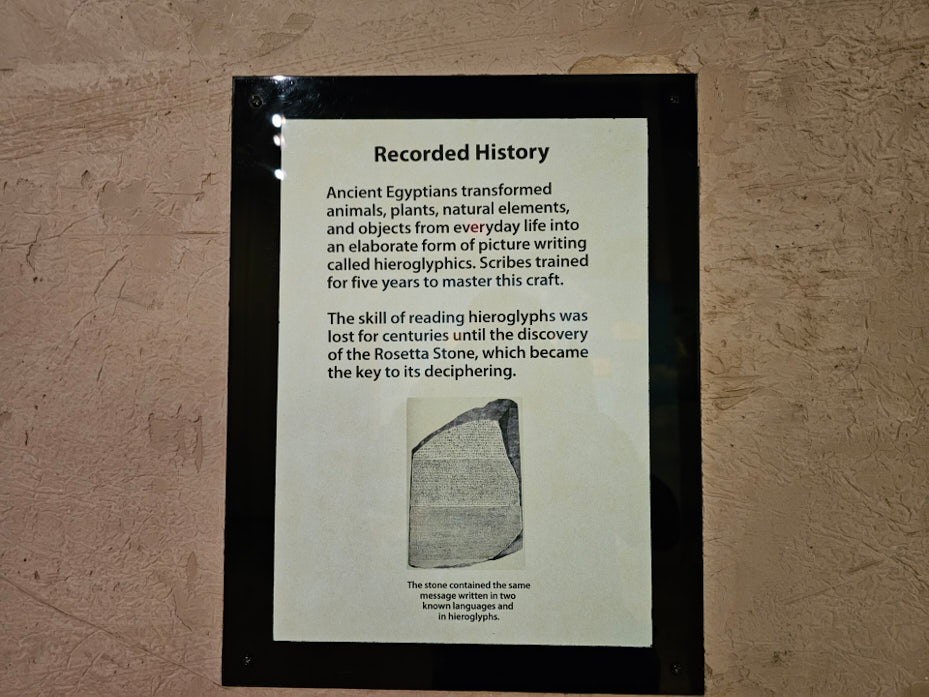 Recorded History
Ancient Egyptians transformed
animals, plants, natural elements,
and objects from everyday life into
an elaborate form of picture writing
called hieroglyphics. Scribes trained
for five years to master this craft.
The skill of reading hieroglyphs was
lost for centuries until the discovery
of the Rosetta Stone, which became
the key to its deciphering.
The stone contained the same
message written in two
known languages and
in hieroglyphs.